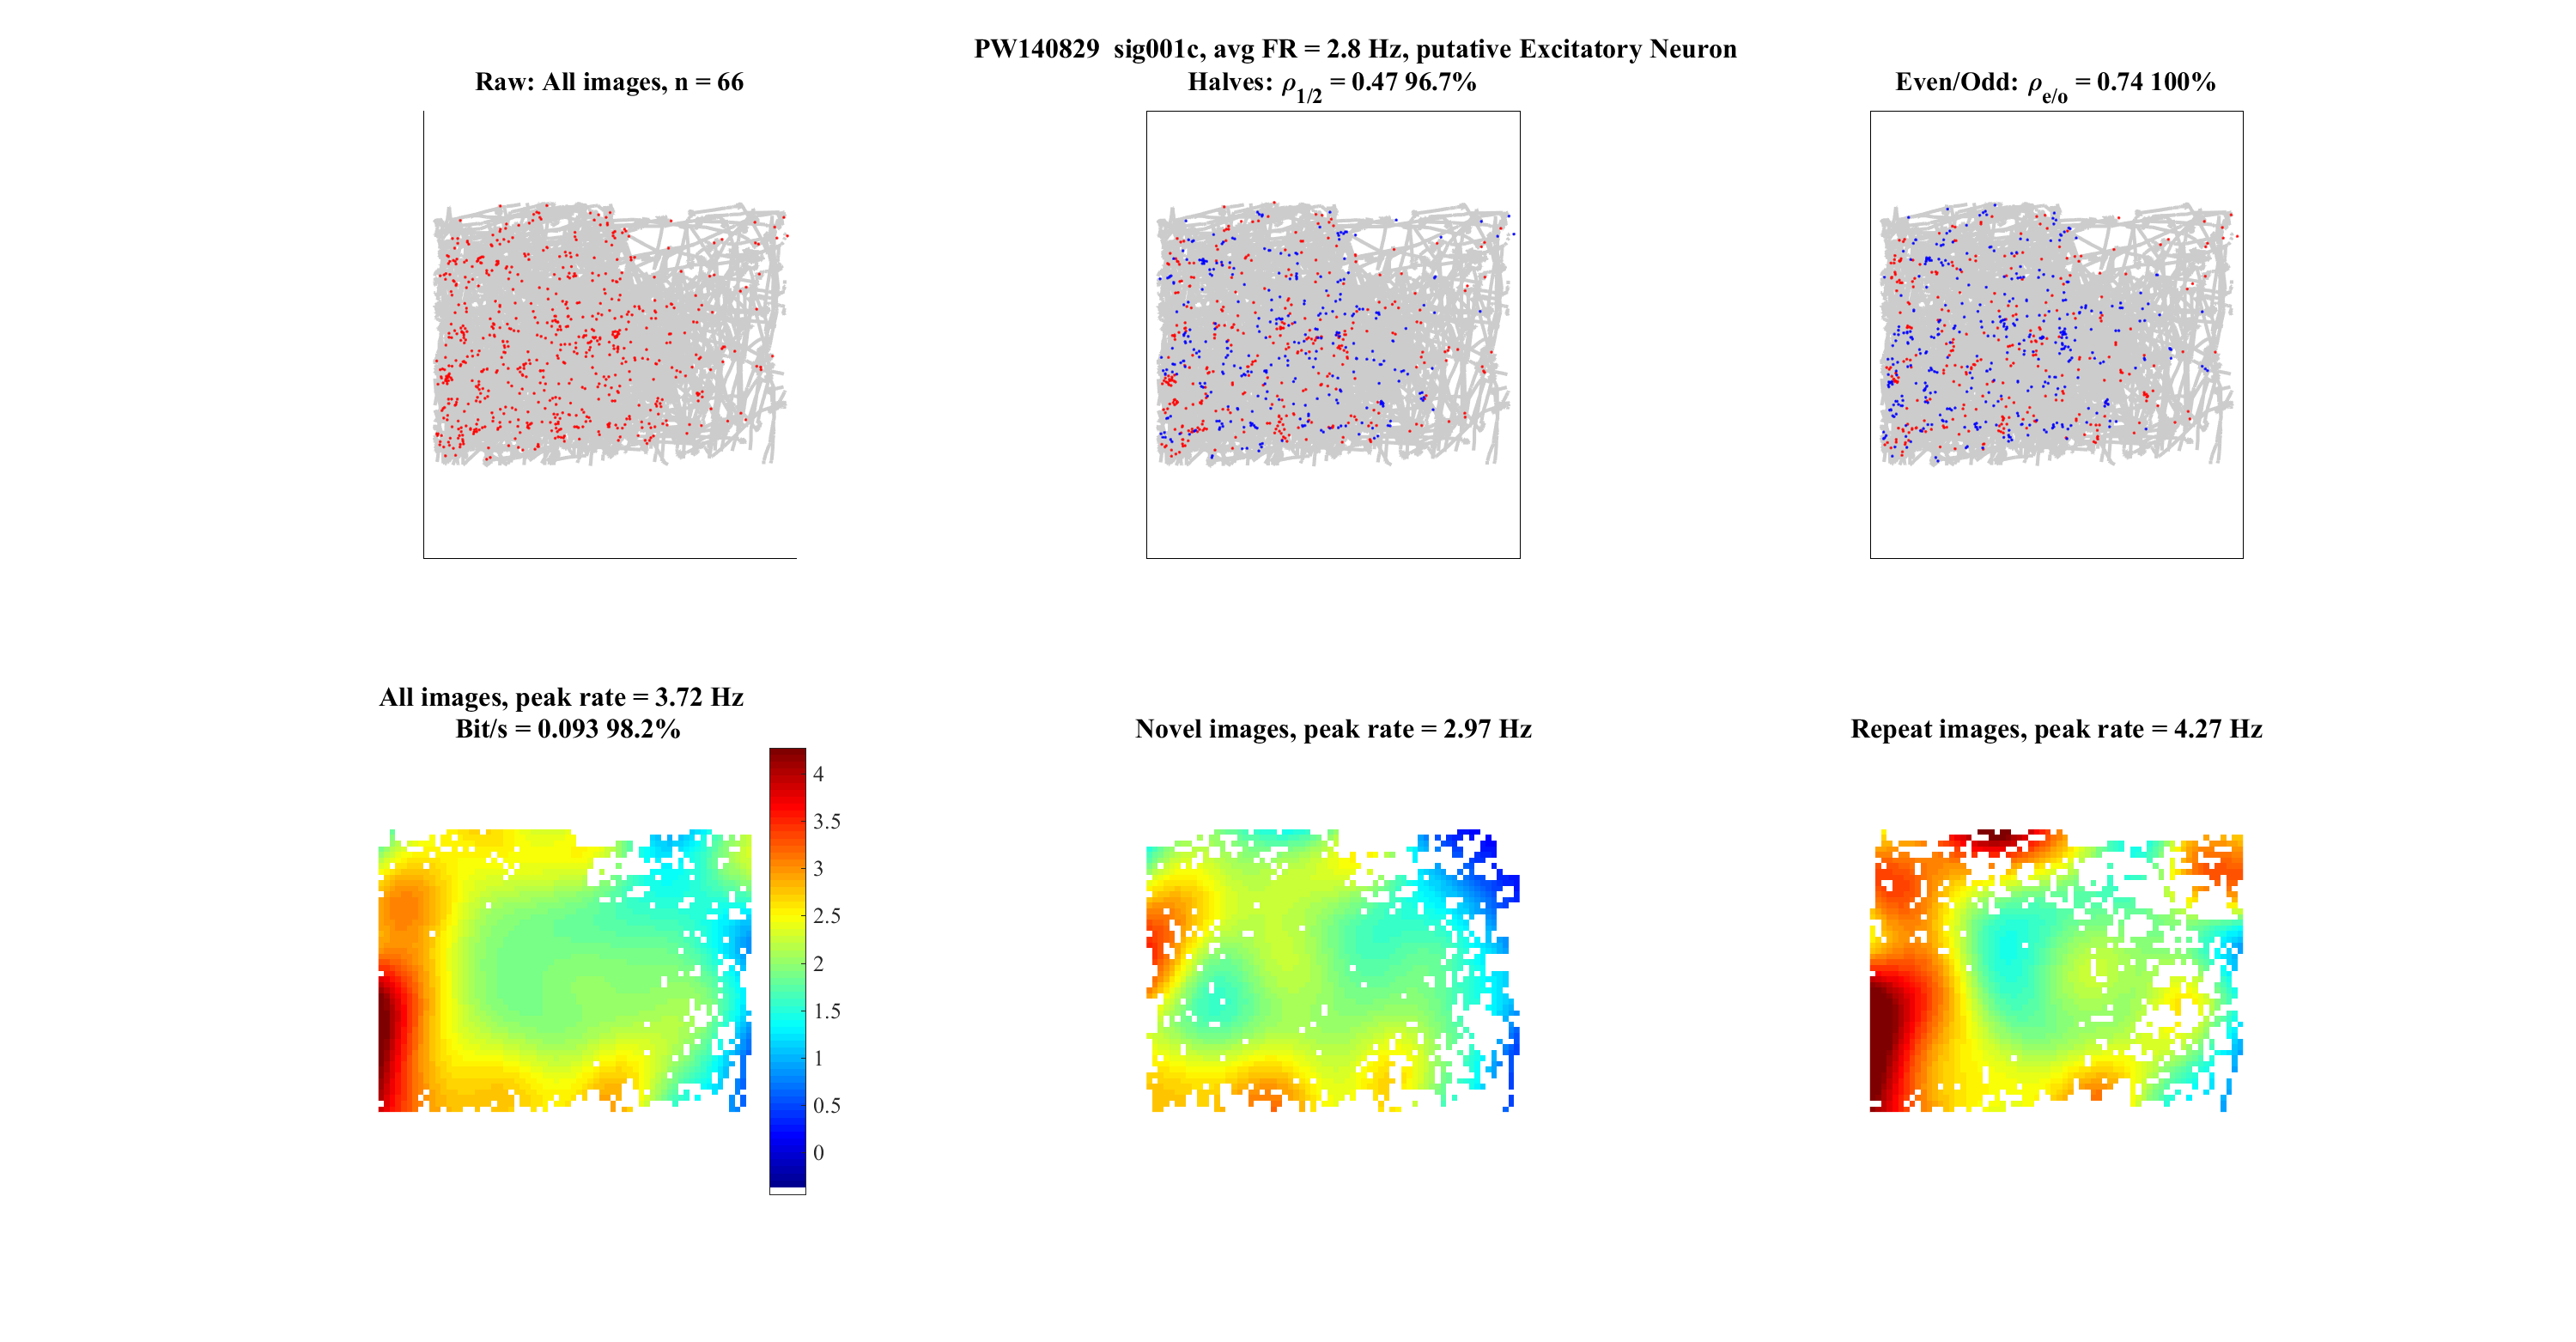 PW140829  sig001c, avg FR = 2.8 Hz, putative Excitatory Neuron
Raw: All images, n = 66
Halves: ρ1/2 = 0.47 96.7%
Even/Odd: ρe/o = 0.74 100%
All images, peak rate = 3.72 Hz
Bit/s = 0.093 98.2%
Novel images, peak rate = 2.97 Hz
Repeat images, peak rate = 4.27 Hz
4
3.5
3
2.5
2
1.5
1
0.5
0